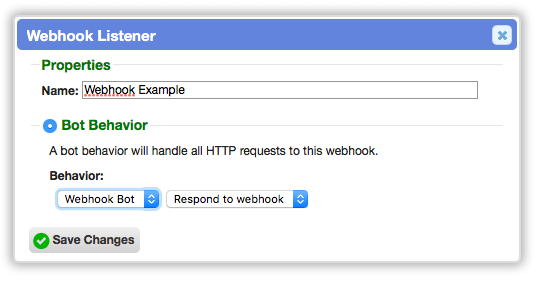 Webhook Listener
Properties
Name: Webhook Example
Bot Behavior
A bot behavior will handle all HTTP requests to this webhook.
Behavior:
Webhook Bot Respond to webhook
Save Changes